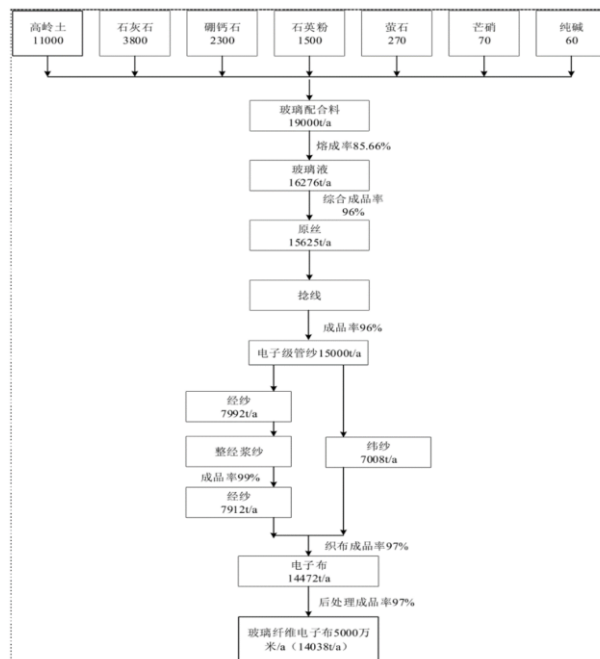 高岭土
11000
石灰石
3800
硼钙石
2300
石英粉
1500
萤石
270
芒硝
70
纯碱
60
玻璃配合料
19000t/a
熔成率85.66%
玻璃液
16276t/a
综合成品率
96%
原丝
15625t/a
捻线
成品率96%
电子级管纱15000t/a
经纱
7992t/a
整经浆纱
纬纱
7008t/a
成品率99%
经纱
7912t/a
织布成品率97%
电子布
14472t/a
后处理成品率97%
玻璃纤维电子布5000万
米/a（14038t/a）